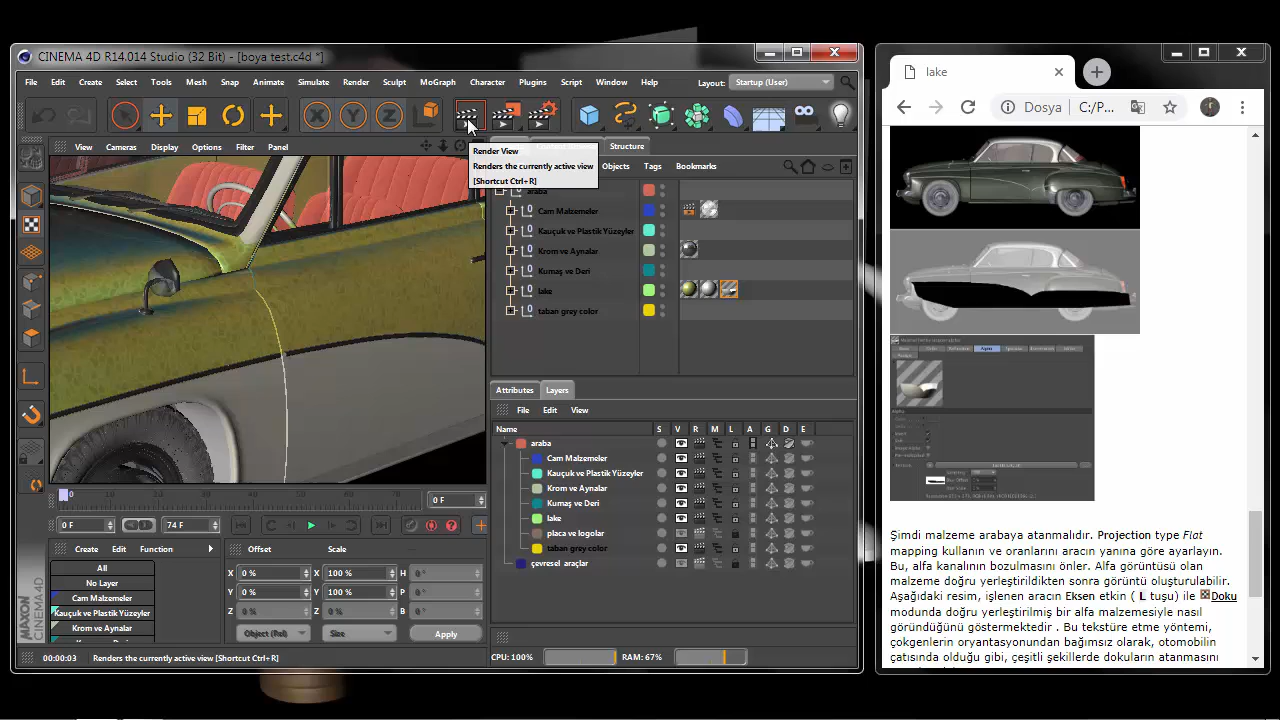 CINEMA 4D R14.014 Studio (32 Bit) - [boya test.c4d *]
File Edit Create Select Tools Mesh Snap Animate Simulate Render Sculpt MoGraph Character Plugins Script Window Help Layout: Startup (User)
View Cameras Display Options Filter Panel
Structure
Render View
Renders the currently active view
[Shortcut Ctrl+R]
Objects Tags Bookmarks
araba
Cam Malzemeler
Kauçuk ve Plastik Yüzeyler
Krom ve Aynalar
Kumaş ve Deri
lake
taban grey color
Attributes Layers
File Edit View
Name S V R M L A G D E
araba
Cam Malzemeler
Kauçuk ve Plastik Yüzeyler
Krom ve Aynalar
Kumaş ve Deri
lake
placa ve logolar
taban grey color
çevresel araçlar
0 10 20 30 40 50 60 70 0 F
0 F 74 F
Create Edit Function
All
No Layer
Cam Malzemeler
Kauçuk ve Plastik Yüzeyler
Krom ve Aynalar
Offset Scale
X 0 % X 100 % H 0 °
Y 0 % Y 100 % P 0 °
Z 0 % Z 100 % B 0 °
Object (Rel) Size Apply
MAXON CINEMA 4D
00:00:03 Renders the currently active view [Shortcut Ctrl+R]
CPU: 100% RAM: 67%
lake
Dosya C:/P...
Şimdi malzeme arabaya atanmalıdır. Projection type Flat
mapping kullanın ve oranlarını aracın yanına göre ayarlayın.
Bu, alfa kanalının bozulmasını önler. Alfa görüntüsü olan
malzeme doğru yerleştirildikten sonra görüntü oluşturulabilir.
Aşağıdaki resim, işlenen aracın Eksen etkin ( L tuşu) ile Doku
modunda doğru yerleştirilmiş bir alfa malzemesiyle nasıl
göründüğünü göstermektedir . Bu tekstüre etme yöntemi,
çokgenlerin oryantasyonundan bağımsız olarak, otomobilin
çatısında olduğu gibi, çeşitli şekillerde dokuların atanmasını